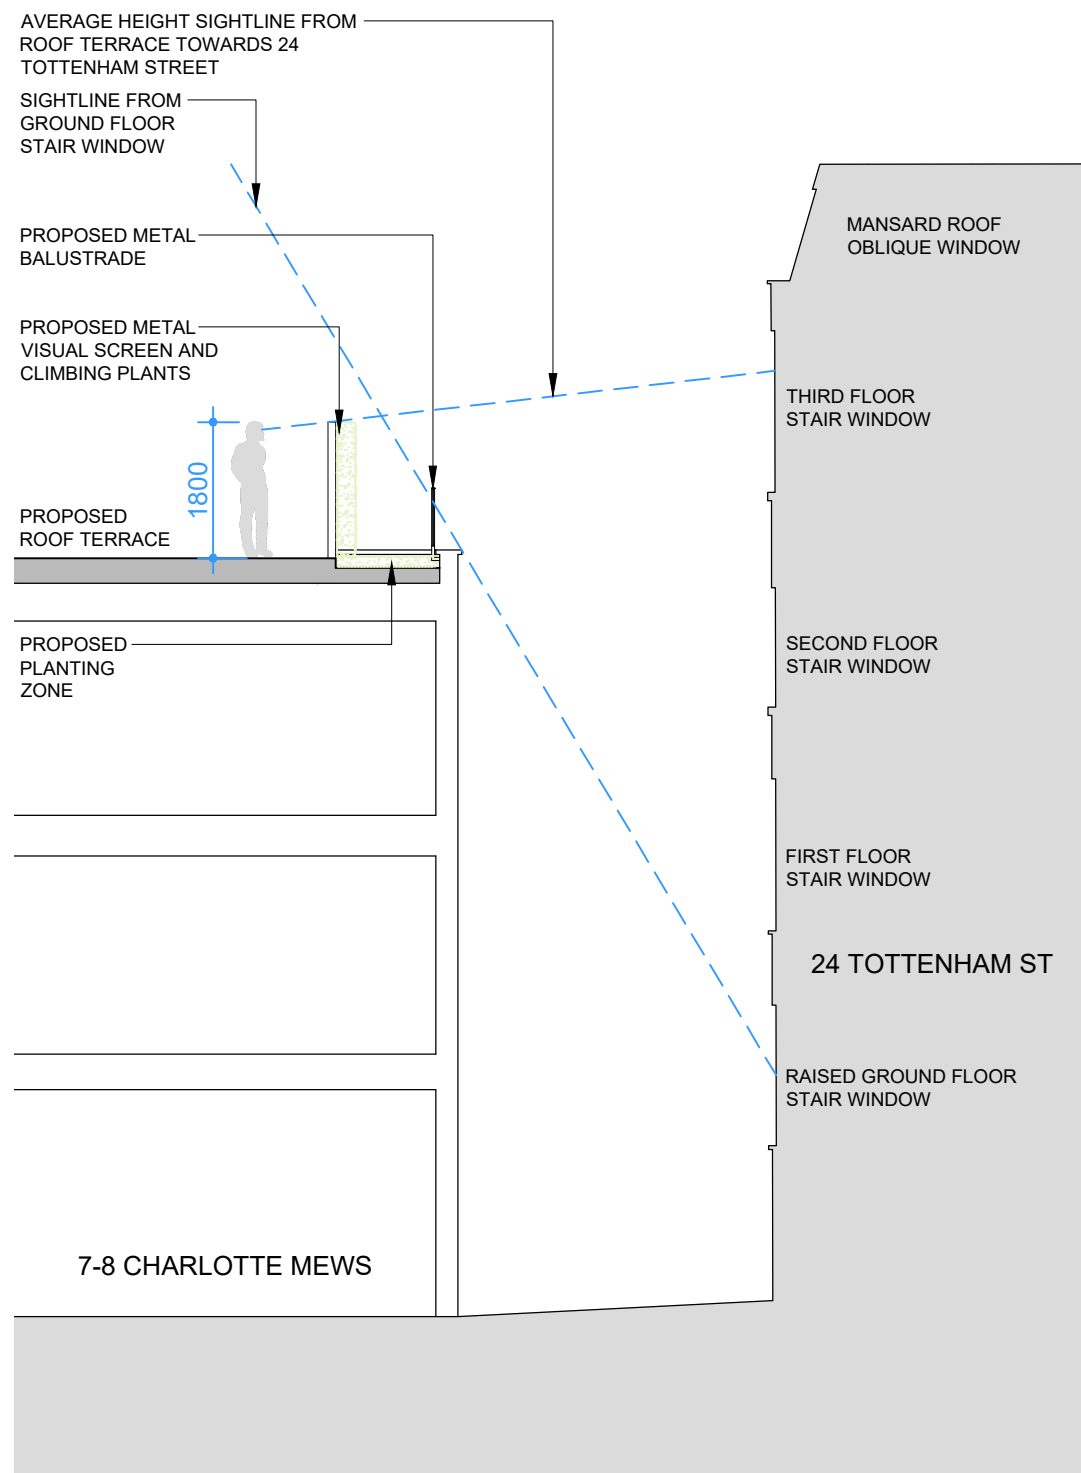 AVERAGE HEIGHT SIGHTLINE FROM
ROOF TERRACE TOWARDS 24
TOTTENHAM STREET
SIGHTLINE FROM
GROUND FLOOR
STAIR WINDOW
PROPOSED METAL
BALUSTRADE
PROPOSED METAL
VISUAL SCREEN AND
CLIMBING PLANTS
1800
PROPOSED
ROOF TERRACE
PROPOSED
PLANTING
ZONE
7-8 CHARLOTTE MEWS
MANSARD ROOF
OBLIQUE WINDOW
THIRD FLOOR
STAIR WINDOW
SECOND FLOOR
STAIR WINDOW
FIRST FLOOR
STAIR WINDOW
24 TOTTENHAM ST
RAISED GROUND FLOOR
STAIR WINDOW